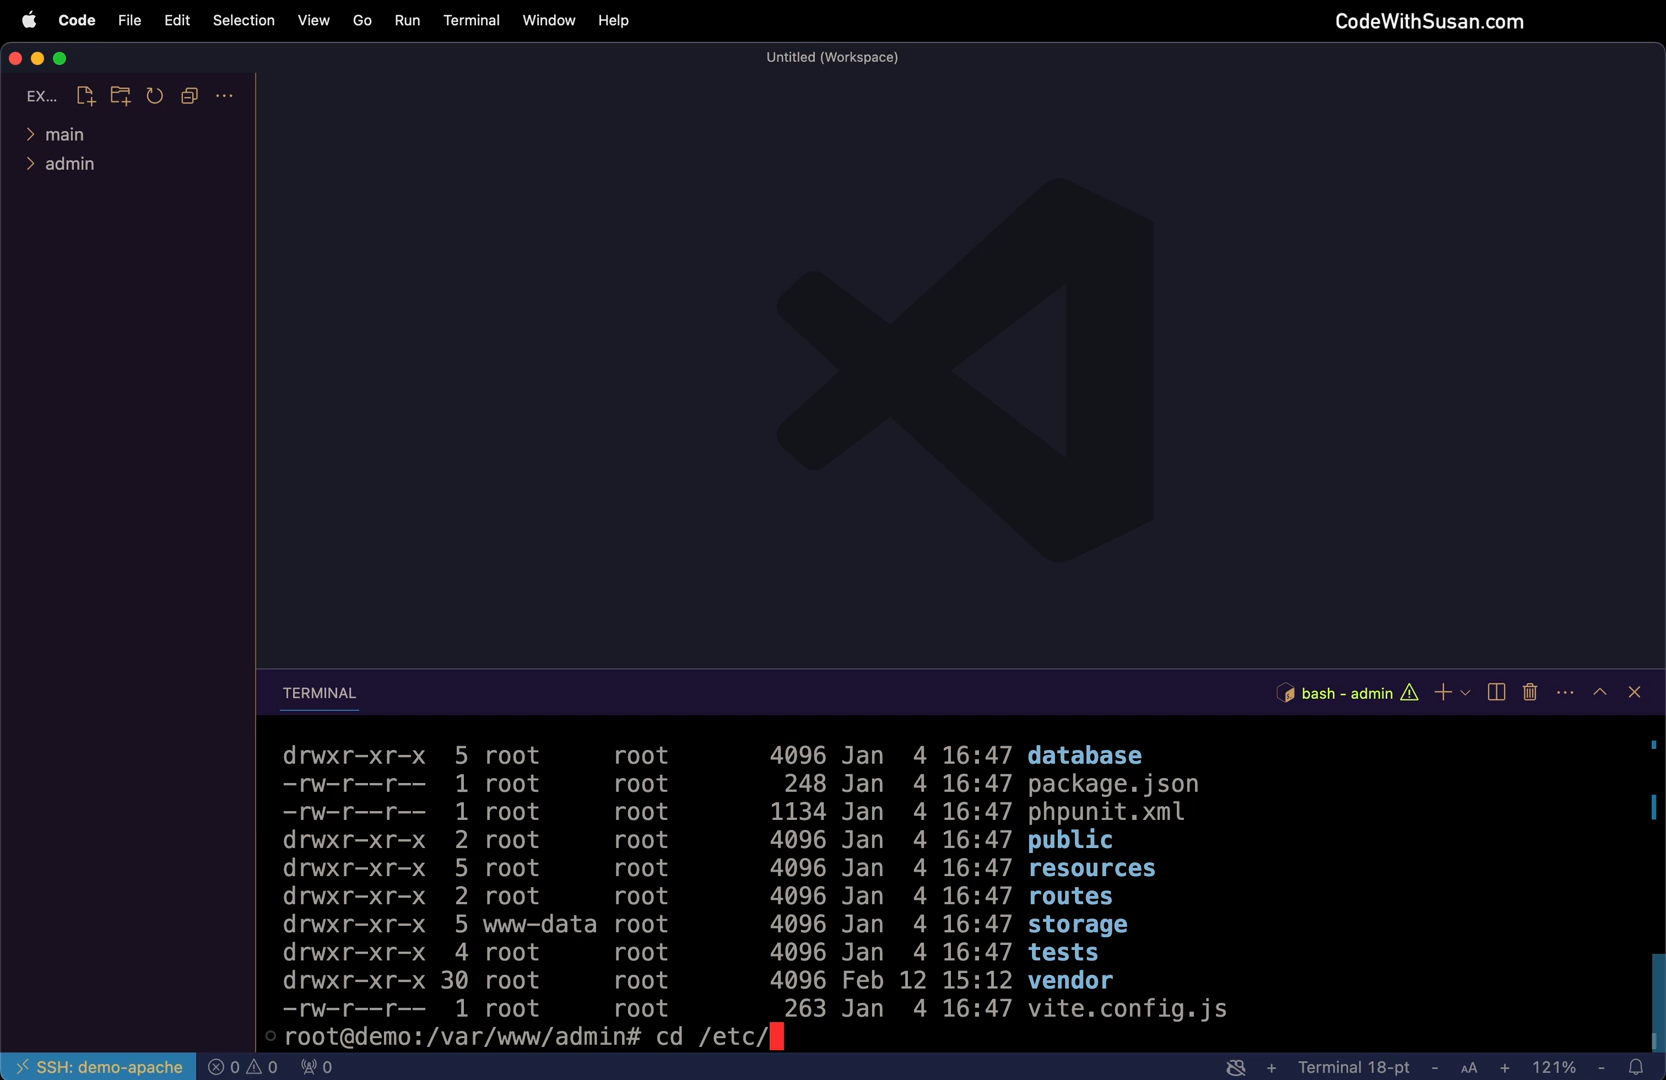 Code File Edit Selection View Go Run Terminal Window Help CodeWithSusan.com
Untitled (Workspace)
EX...
main
admin
TERMINAL
bash - admin
drwxr-xr-x 5 root root 4096 Jan 4 16:47 database
-rw-r--r-- 1 root root 248 Jan 4 16:47 package.json
-rw-r--r-- 1 root root 1134 Jan 4 16:47 phpunit.xml
drwxr-xr-x 2 root root 4096 Jan 4 16:47 public
drwxr-xr-x 5 root root 4096 Jan 4 16:47 resources
drwxr-xr-x 2 root root 4096 Jan 4 16:47 routes
drwxr-xr-x 5 www-data root 4096 Jan 4 16:47 storage
drwxr-xr-x 4 root root 4096 Jan 4 16:47 tests
drwxr-xr-x 30 root root 4096 Feb 12 15:12 vendor
-rw-r--r-- 1 root root 263 Jan 4 16:47 vite.config.js
root@demo:/var/www/admin# cd /etc/
SSH: demo-apache 0 0 0 + Terminal 18-pt - AA + 121% -